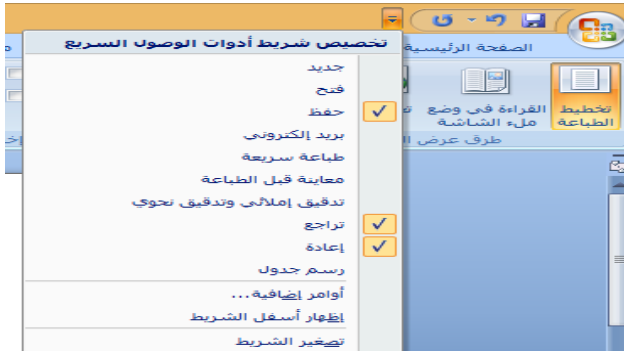 تخصيص شريط أدوات الوصول السريع
جديد
فتح
حفظ
بريد إلكتروني
طباعة سريعة
معاينة قبل الطباعة
تدقيق إملائي وتدقيق نحوي
تراجع
إعادة
رسم جدول
أوامر إضافية...
إظهار أسفل الشريط
تصغير الشريط
الصفحة الرئيسية
تخطيط
الطباعة
القراءة في وضع
ملء الشاشة
طرق عرض